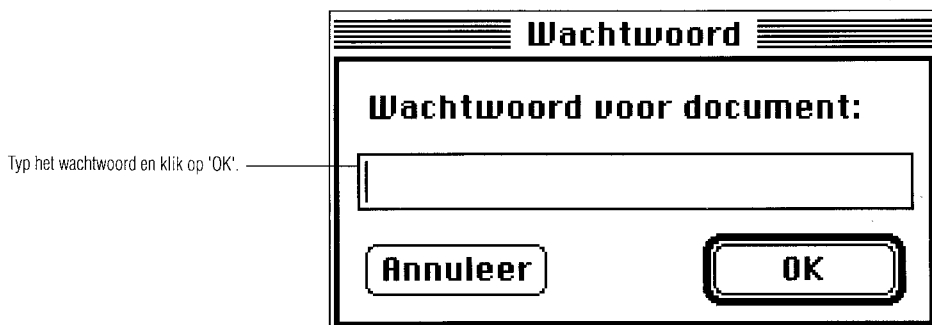 Wachtwoord
Wachtwoord voor document:
Typ het wachtwoord en klik op 'OK'.
Annuleer
OK